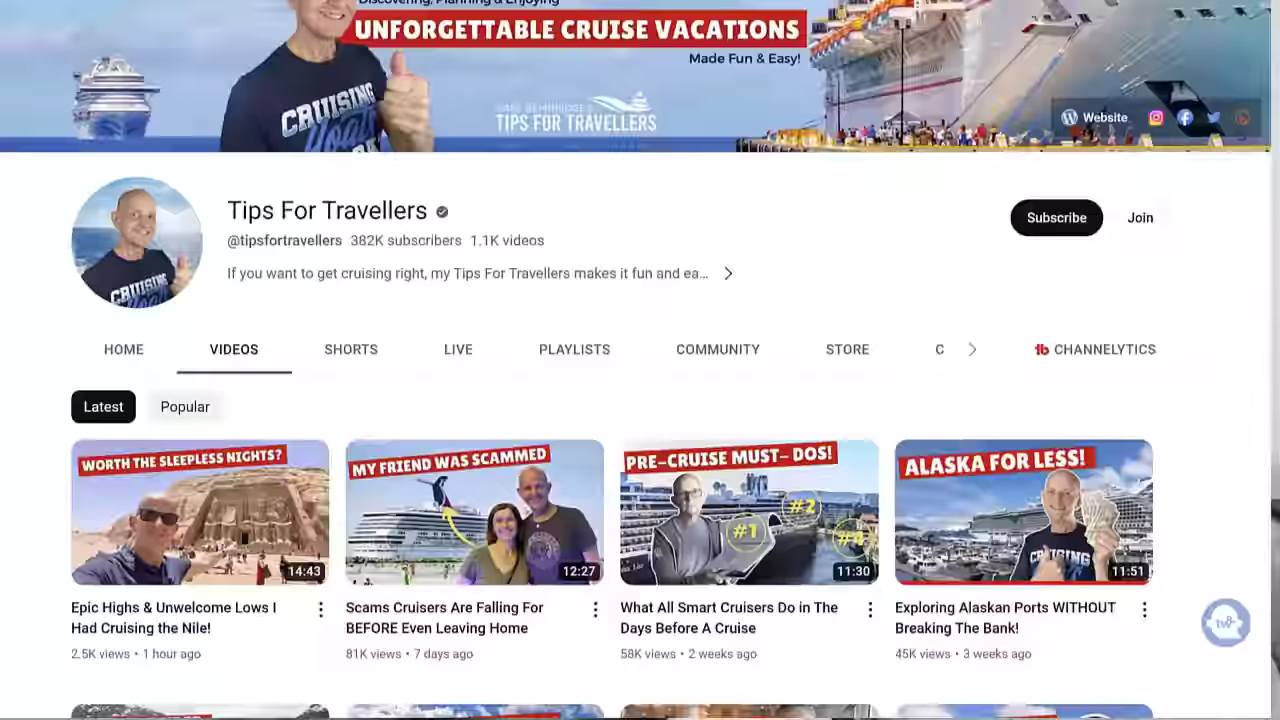 Discovering, Planning & Enjoying
UNFORGETTABLE CRUISE VACATIONS
Made Fun & Easy!
CRUISING
TIPS FOR TRAVELLERS
Website
Tips For Travellers
@tipsfortravellers 382K subscribers 1.1K videos
If you want to get cruising right, my Tips For Travellers makes it fun and ea...
Subscribe
Join
CRUISING
HOME VIDEOS SHORTS LIVE PLAYLISTS COMMUNITY STORE C CHANNELYTICS
Latest
Popular
WORTH THE SLEEPLESS NIGHTS?
14:43
MY FRIEND WAS SCAMMED
12:27
PRE-CRUISE MUST- DOS!
#1
#2
#4
11:30
ALASKA FOR LESS!
CRUISING
11:51
Epic Highs & Unwelcome Lows I
Had Cruising the Nile!
2.5K views • 1 hour ago
Scams Cruisers Are Falling For
BEFORE Even Leaving Home
81K views • 7 days ago
What All Smart Cruisers Do in The
Days Before A Cruise
58K views • 2 weeks ago
Exploring Alaskan Ports WITHOUT
Breaking The Bank!
45K views • 3 weeks ago